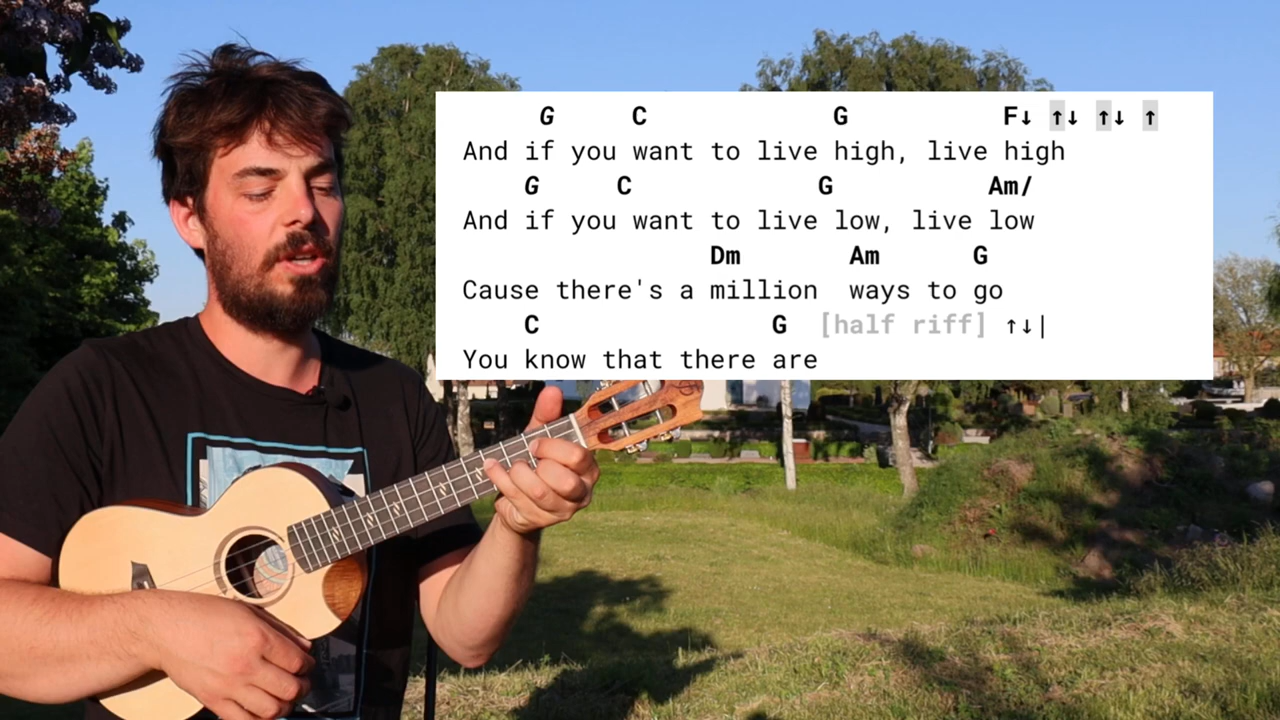 G C G F↓ ↑↓ ↑↓ ↑
And if you want to live high, live high
G C G Am/
And if you want to live low, live low
Dm Am G
Cause there's a million ways to go
C G [half riff] ↑↓|
You know that there are